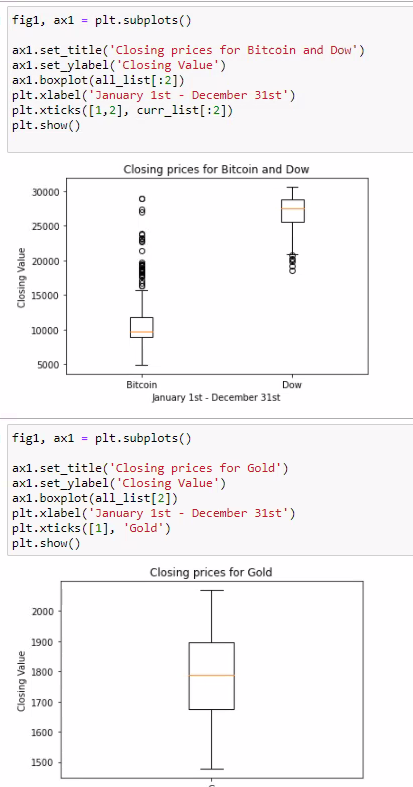 fig1, ax1 = plt.subplots()
ax1.set_title('Closing prices for Bitcoin and Dow')
ax1.set_ylabel('Closing Value')
ax1.boxplot(all_list[:2])
plt.xlabel('January 1st - December 31st')
plt.xticks([1,2], curr_list[:2])
plt.show()
Closing prices for Bitcoin and Dow
30000
25000
20000
15000
10000
5000
Closing Value
Bitcoin Dow
January 1st - December 31st
fig1, ax1 = plt.subplots()
ax1.set_title('Closing prices for Gold')
ax1.set_ylabel('Closing Value')
ax1.boxplot(all_list[2])
plt.xlabel('January 1st - December 31st')
plt.xticks([1], 'Gold')
plt.show()
Closing prices for Gold
2000
1900
1800
1700
1600
1500
Closing Value